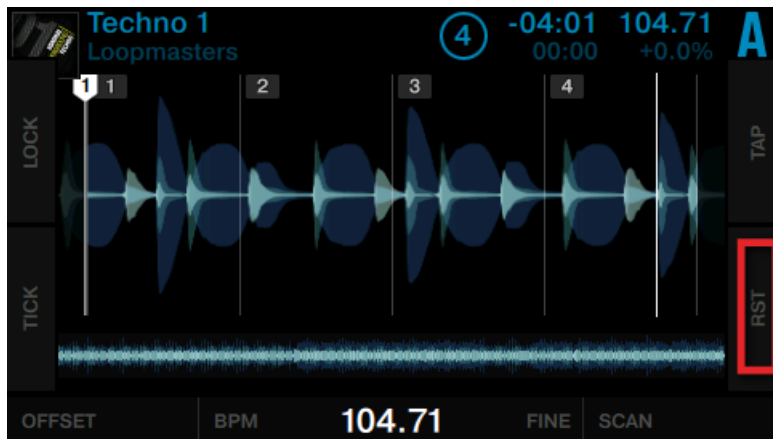 Techno 1
Loopmasters
4
-04:01
00:00
104.71
+0.0%
A
LOCK
TICK
1 1
2
3
4
TAP
RST
OFFSET
BPM
104.71
FINE
SCAN